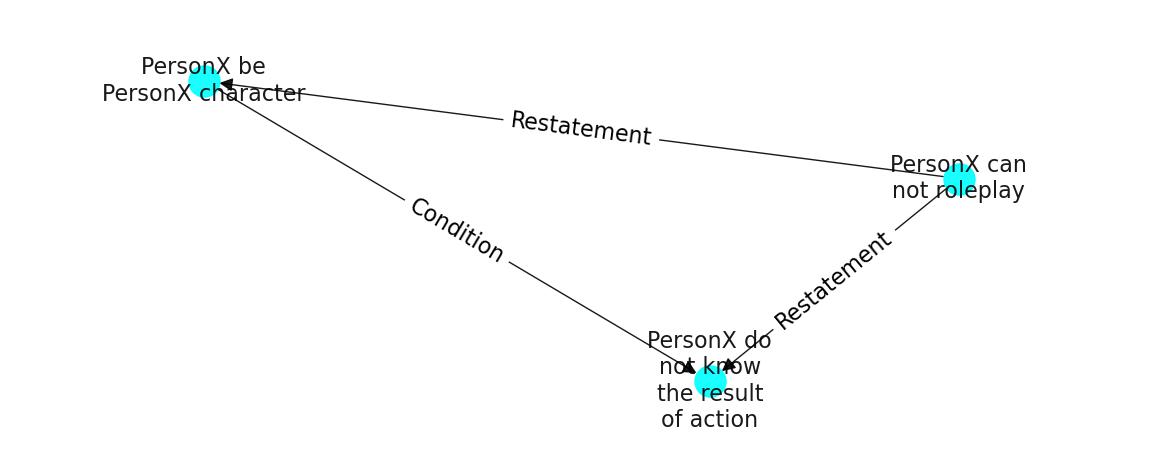 PersonX be
PersonX character
Restatement
PersonX can
not roleplay
Condition
Restatement
PersonX do
not know
the result
of action